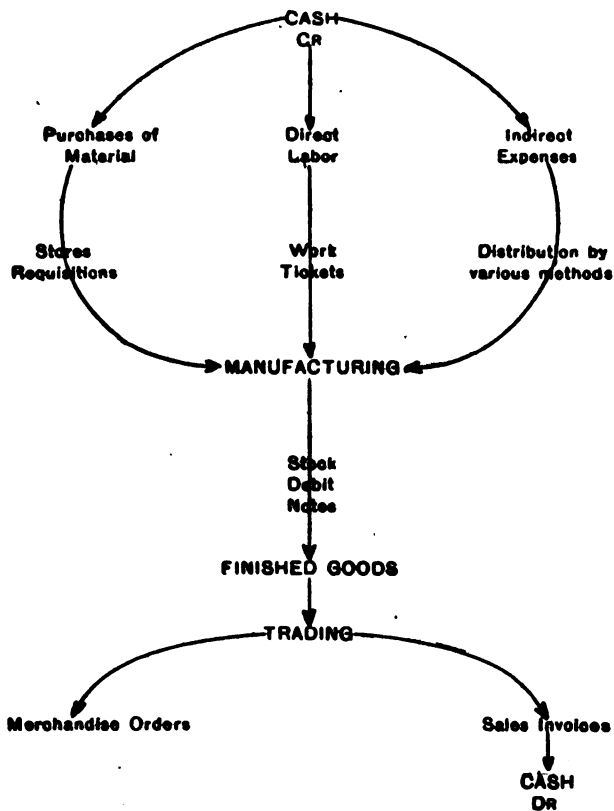 CASH
CR
Purchases of
Material
Direct
Labor
Indirect
Expenses
Stores
Requisitions
Work
Tickets
Distribution by
various methods
MANUFACTURING
Stock
Debit
Notes
FINISHED GOODS
TRADING
Merchandise Orders
Sales Invoices
CASH
DR